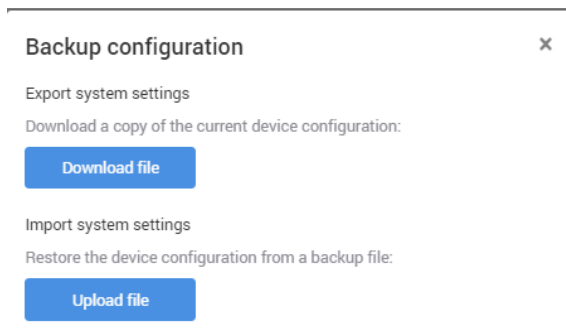 Backup configuration
Export system settings
Download a copy of the current device configuration:
Download file
Import system settings
Restore the device configuration from a backup file:
Upload file